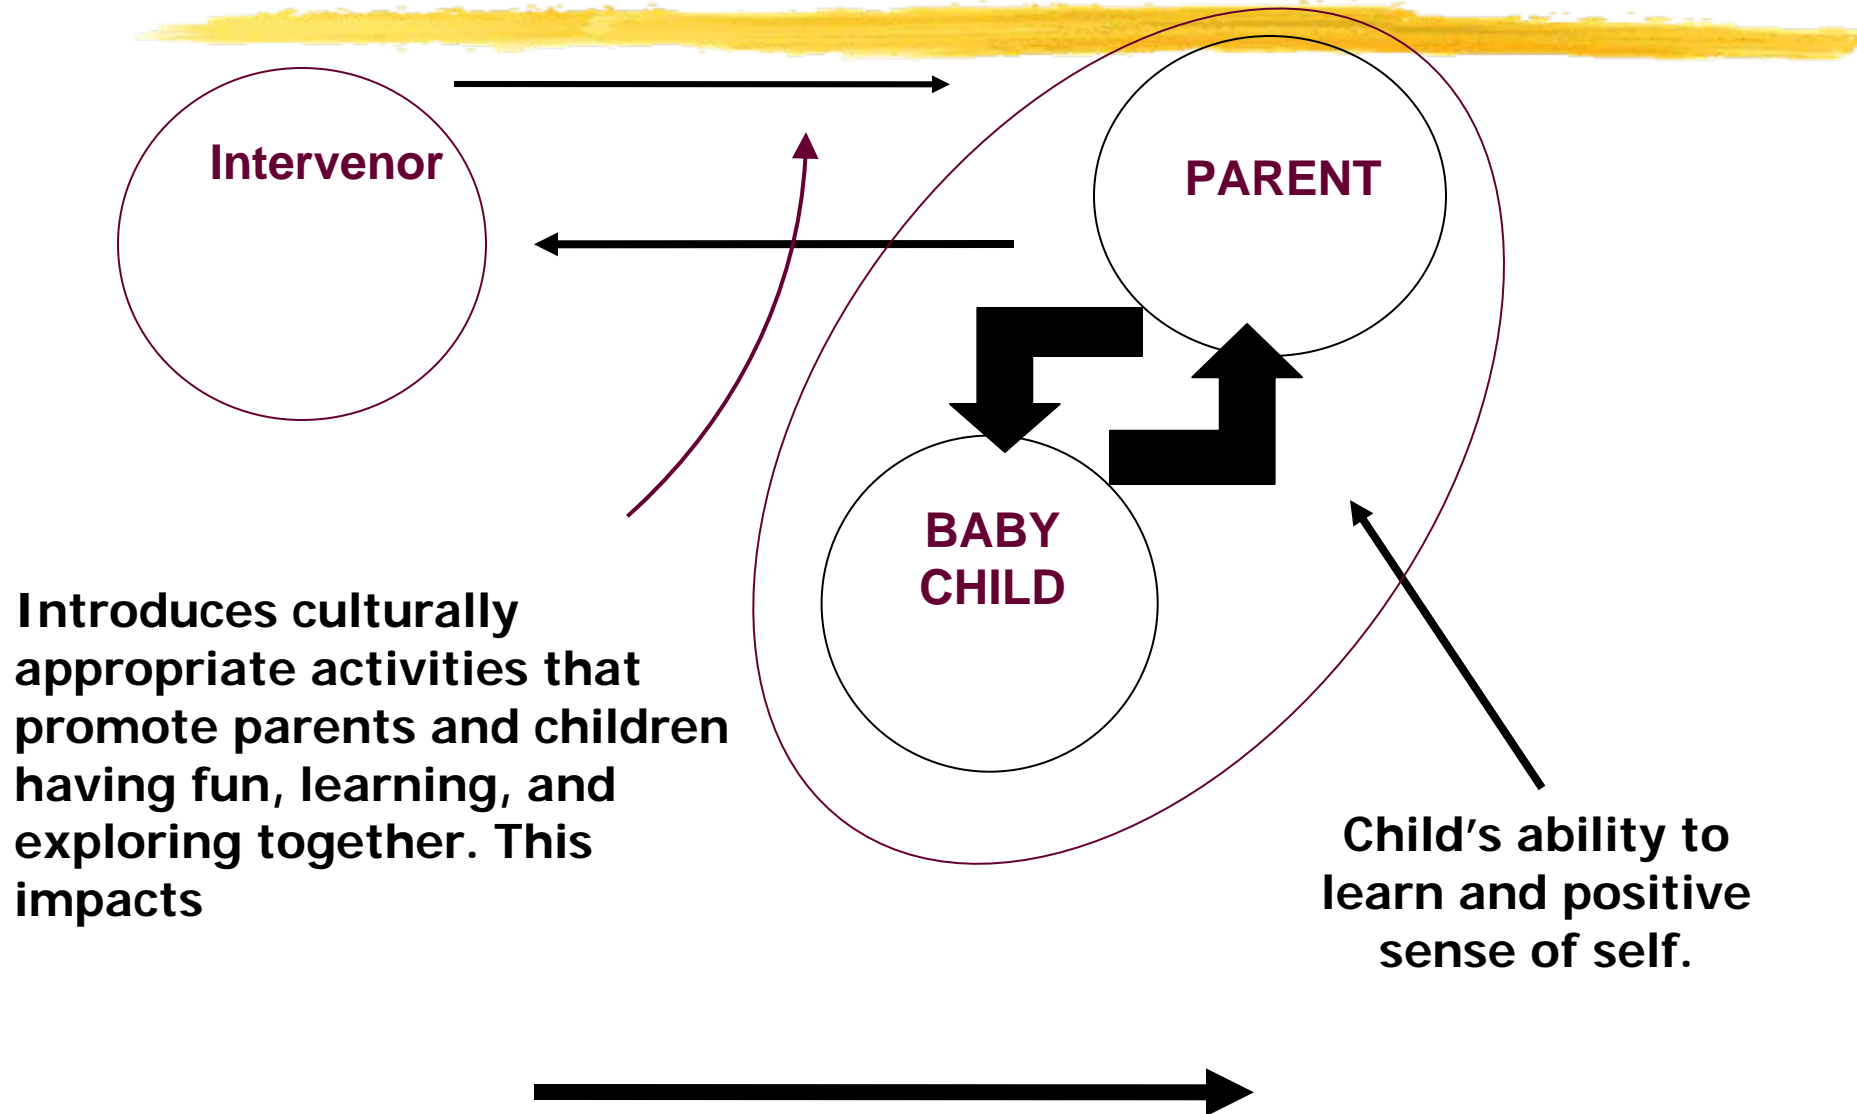 Intervenor
PARENT
BABY
CHILD
Introduces culturally
appropriate activities that
promote parents and children
having fun, learning, and
exploring together. This
impacts
Child’s ability to
learn and positive
sense of self.